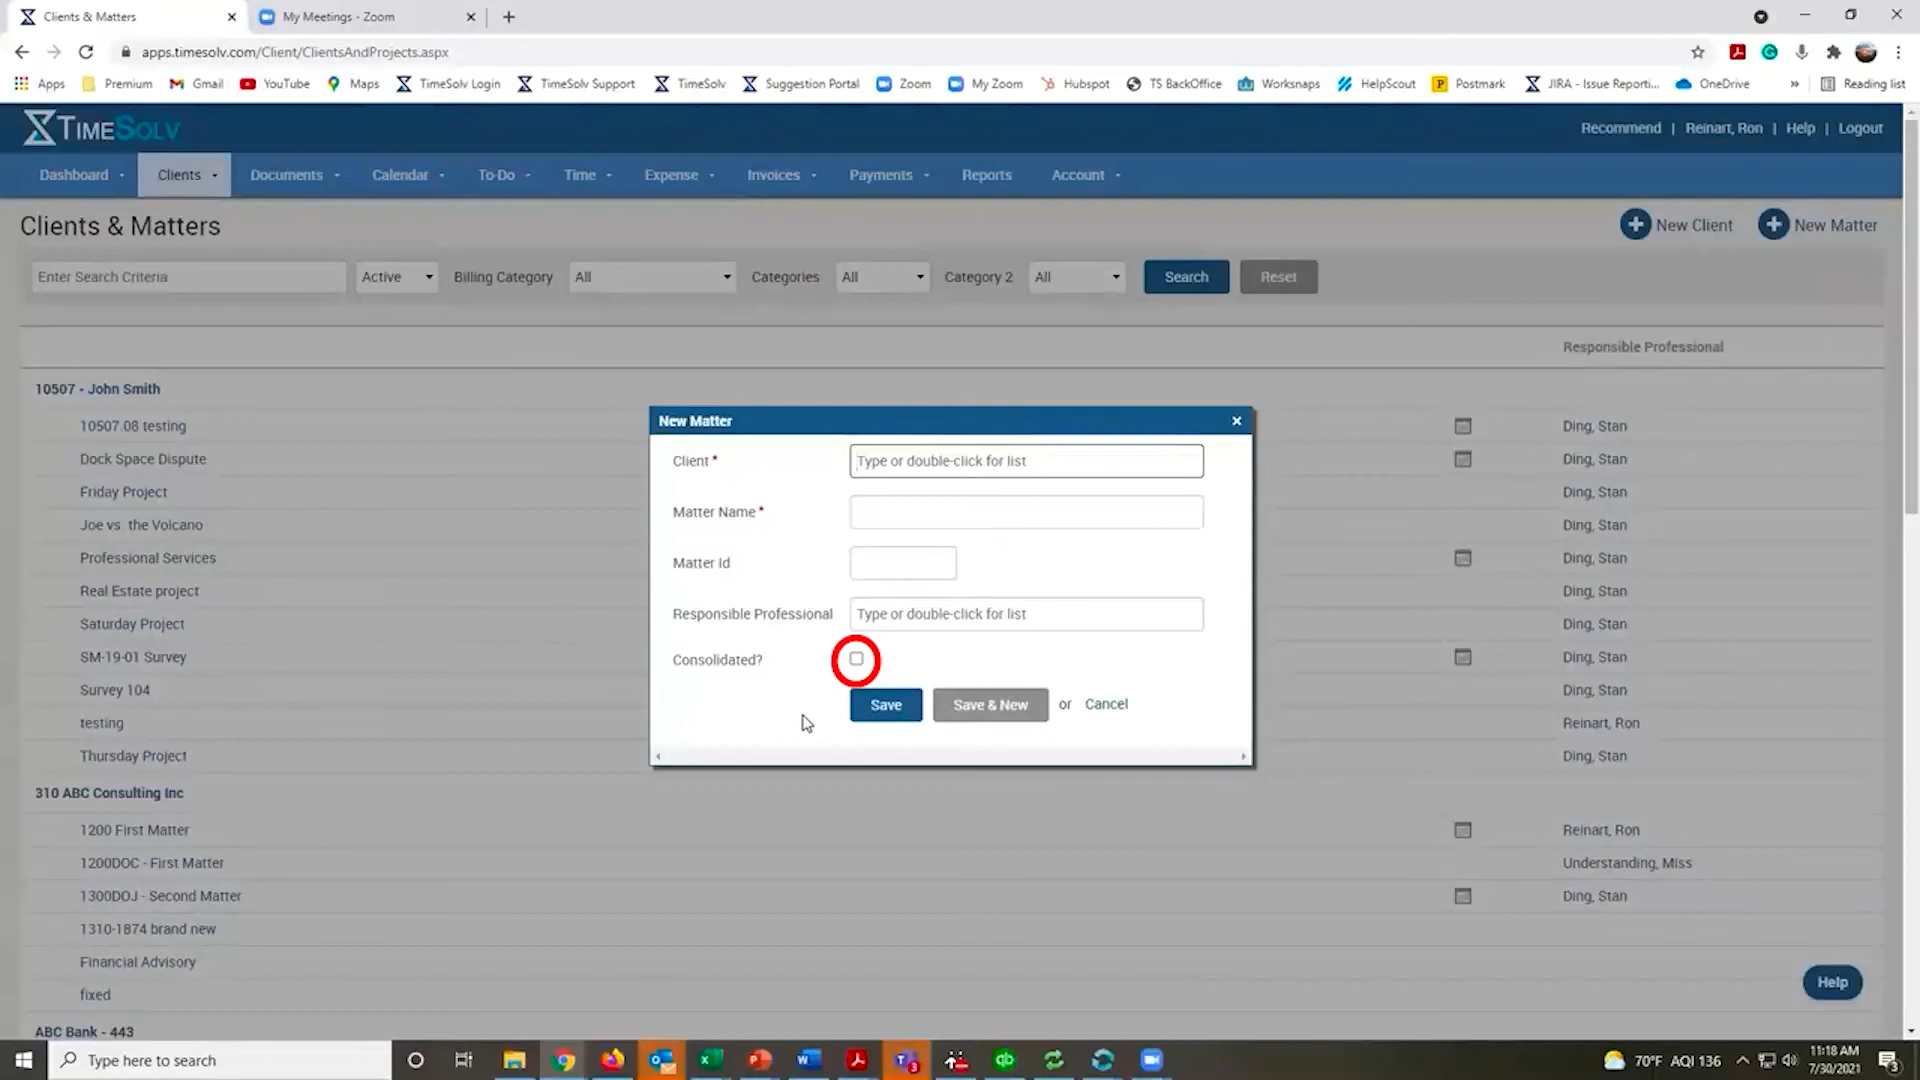 Clients & Matters
My Meetings - Zoom
apps.timesolv.com/Client/ClientsAndProjects.aspx
Apps Premium Gmail YouTube Maps TimeSolv Login TimeSolv Support TimeSolv Suggestion Portal Zoom My Zoom Hubspot TS BackOffice Worksnaps HelpScout Postmark JIRA - Issue Reporti... OneDrive » Reading list
TIMESOLV
Recommend | Reinart, Ron | Help | Logout
Dashboard Clients Documents Calendar To-Do Time Expense Invoices Payments Reports Account
Clients & Matters
New Client New Matter
Enter Search Criteria Active Billing Category All Categories All Category 2 All Search Reset
Responsible Professional
10507 - John Smith
10507.08 testing Ding, Stan
Dock Space Dispute Ding, Stan
Friday Project Ding, Stan
Joe vs the Volcano Ding, Stan
Professional Services Ding, Stan
Real Estate project Ding, Stan
Saturday Project Ding, Stan
SM-19-01 Survey Ding, Stan
Survey 104 Ding, Stan
testing Reinart, Ron
Thursday Project Ding, Stan
310 ABC Consulting Inc
1200 First Matter Reinart, Ron
1200DOC - First Matter Understanding, Miss
1300DOJ - Second Matter Ding, Stan
1310-1874 brand new
Financial Advisory
fixed
ABC Bank - 443
New Matter
Client * Type or double-click for list
Matter Name *
Matter Id
Responsible Professional Type or double-click for list
Consolidated?
Save Save & New or Cancel
Help
Type here to search
70°F AQI 136
11:18 AM
7/30/2021
3